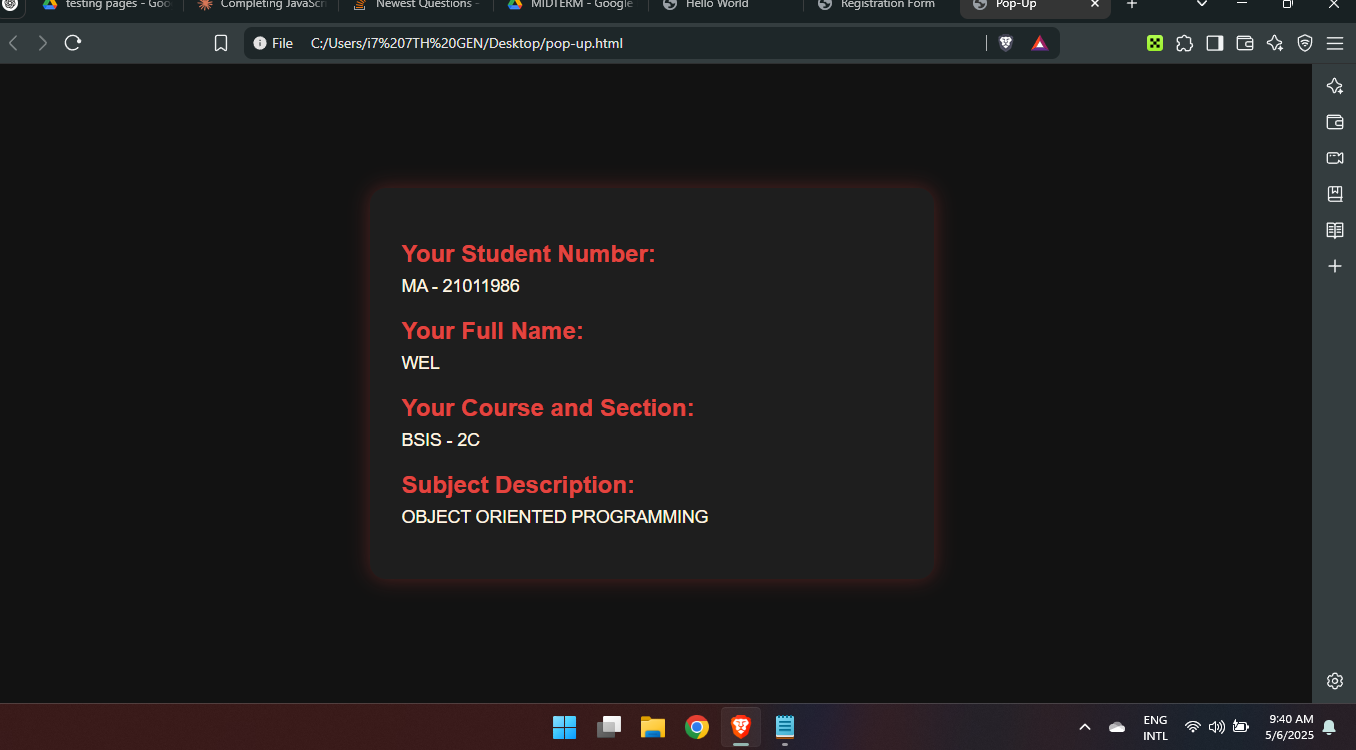 testing pages - Goo
Completing JavaScri
Newest Questions -
MIDTERM - Google
Hello World
Registration Form
Pop-Up
File
C:/Users/i7%207TH%20GEN/Desktop/pop-up.html
Your Student Number:
MA - 21011986
Your Full Name:
WEL
Your Course and Section:
BSIS - 2C
Subject Description:
OBJECT ORIENTED PROGRAMMING
ENG
INTL
9:40 AM
5/6/2025